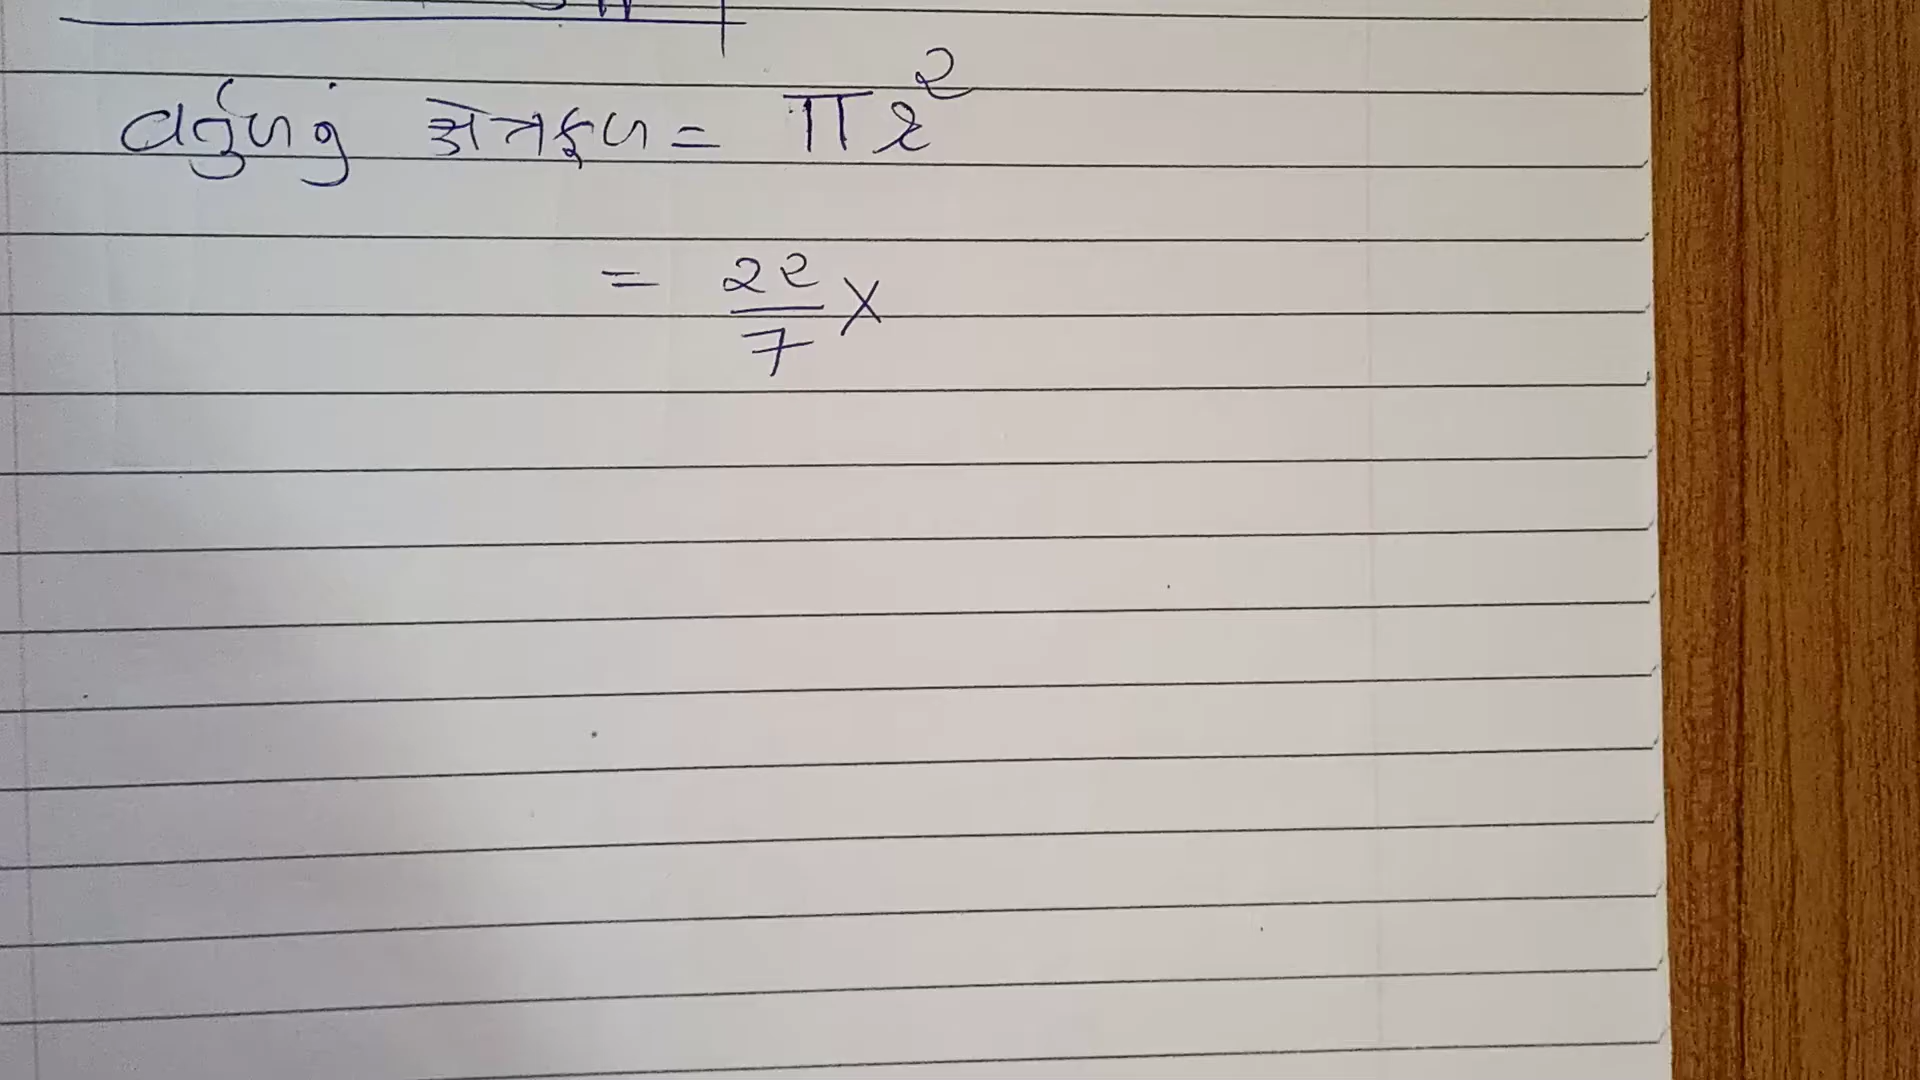 વર્તુળનું ક્ષેત્રફળ = πr²
= 22/7 ×